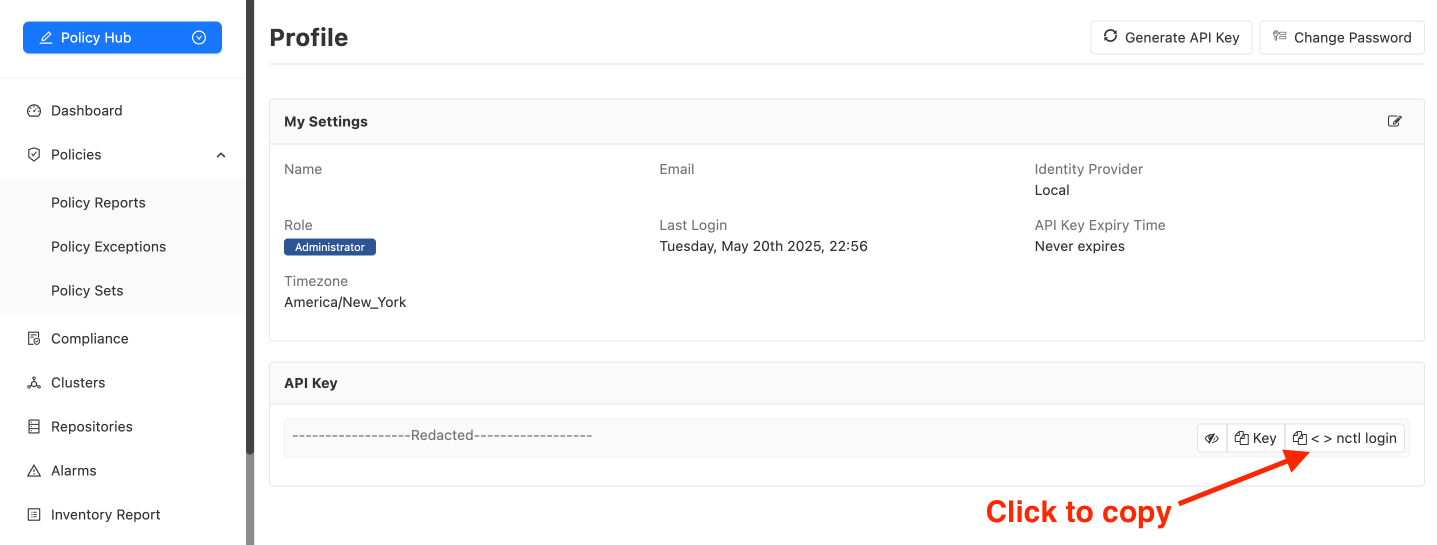 Policy Hub
Profile
Generate API Key
Change Password
Dashboard
Policies
Policy Reports
Policy Exceptions
Policy Sets
Compliance
Clusters
Repositories
Alarms
Inventory Report
My Settings
Name
Email
Identity Provider
Local
Role
Administrator
Last Login
Tuesday, May 20th 2025, 22:56
API Key Expiry Time
Never expires
Timezone
America/New_York
API Key
------------------Redacted------------------
Key
< > nctl login
Click to copy